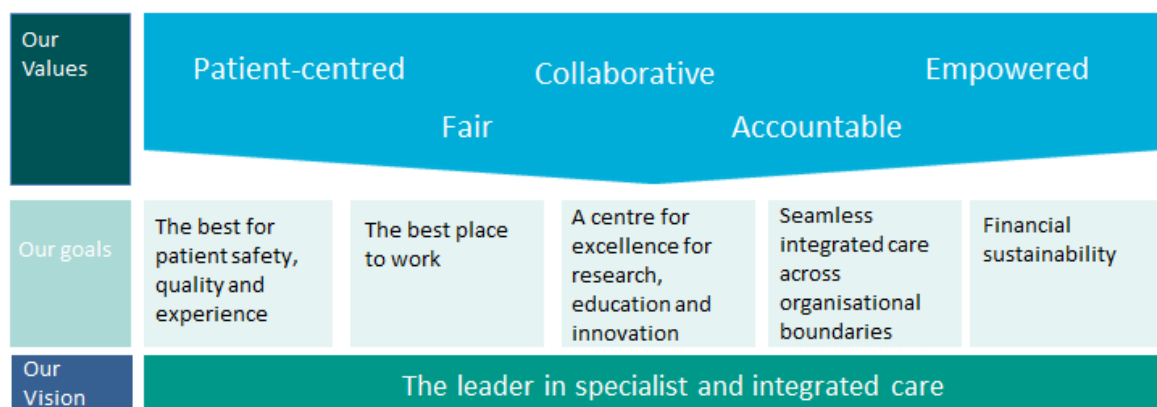 Our
Values
Patient-centred
Collaborative
Empowered
Fair
Accountable
Our goals
The best for
patient safety,
quality and
experience
The best place
to work
A centre for
excellence for
research,
education and
innovation
Seamless
integrated care
across
organisational
boundaries
Financial
sustainability
Our
Vision
The leader in specialist and integrated care